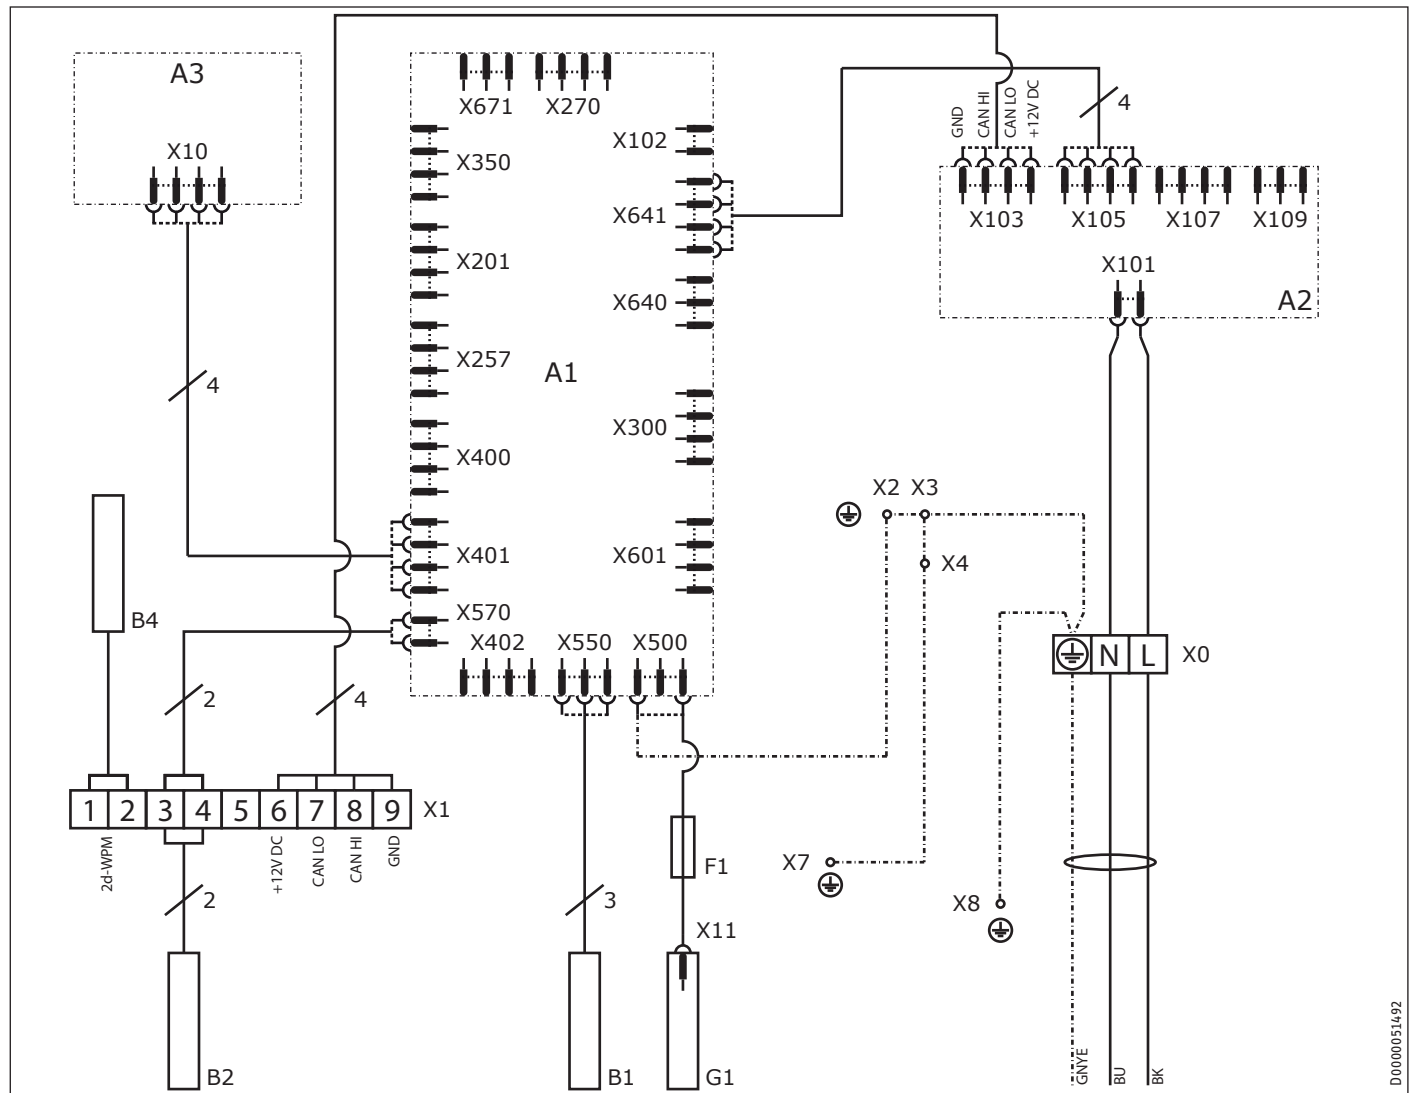 A3
X10
4
X671
X270
X350
X201
X257
X400
X401
X570
X402
X550
X500
A1
X102
X641
X640
X300
X601
GND
CAN HI
CAN LO
+12V DC
4
X103
X105
X107
X109
X101
A2
X2
X3
X4
X7
X8
N
L
X0
B4
2
4
1
2
3
4
5
6
7
8
9
X1
2d-WPM
+12V DC
CAN LO
CAN HI
GND
2
3
F1
X11
B2
B1
G1
GNYE
BU
BK
D0000051492